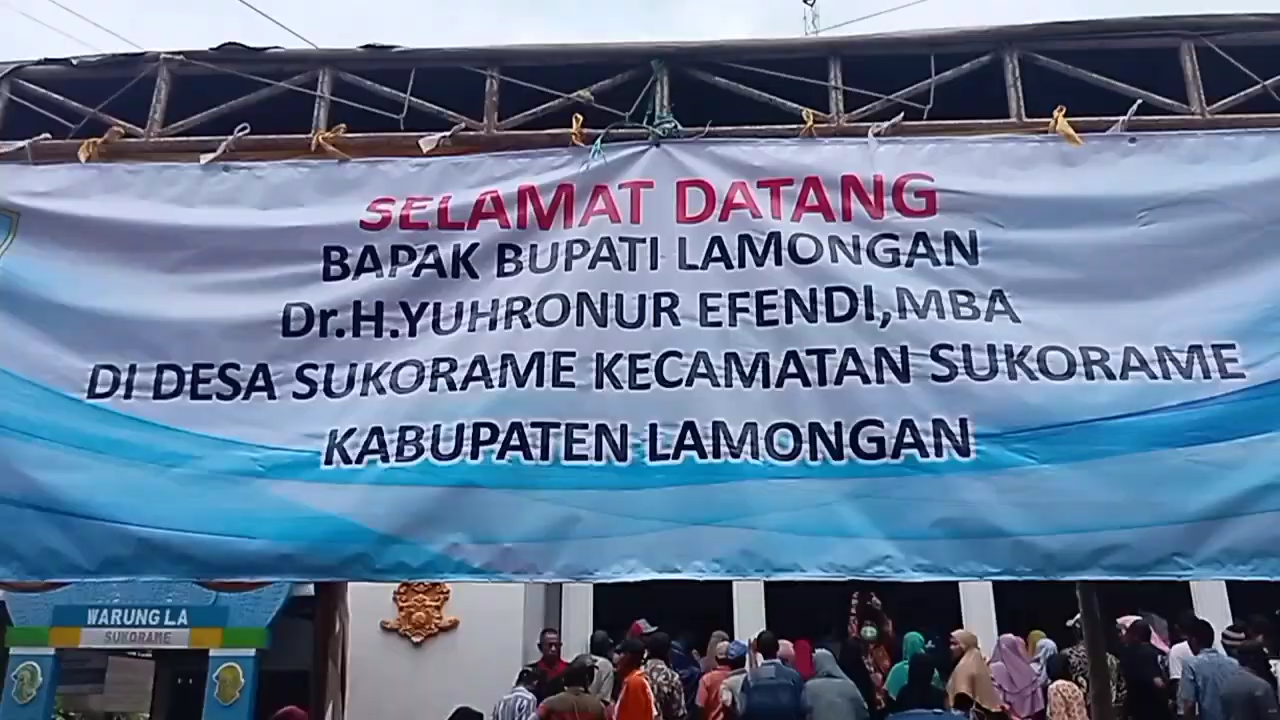 SELAMAT DATANG
BAPAK BUPATI LAMONGAN
Dr.H.YUHRONUR EFENDI,MBA
DI DESA SUKORAME KECAMATAN SUKORAME
KABUPATEN LAMONGAN
WARUNG LA
SUKORAME